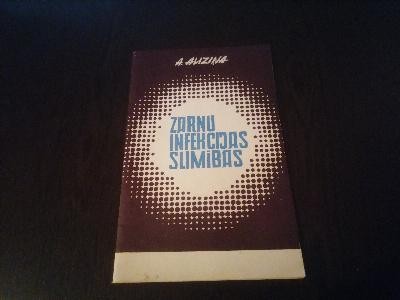 A. AUZIŅA
ZARNU
INFEKCIJAS
SLIMĪBAS